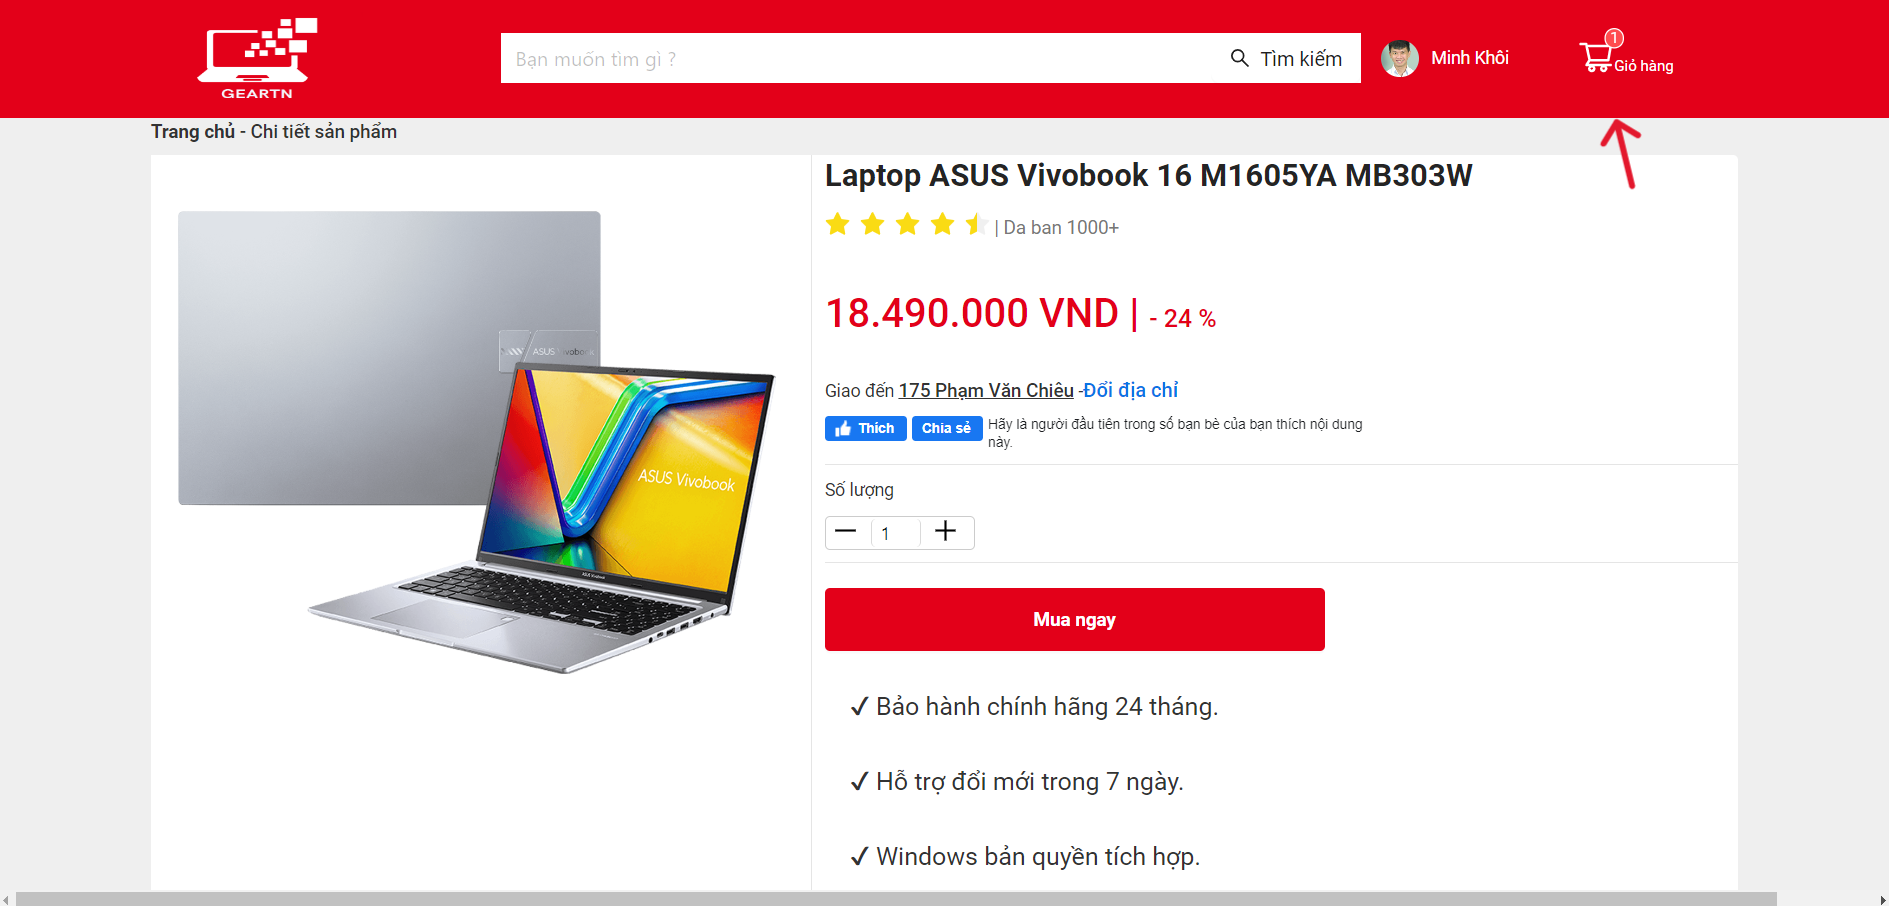 GEARTN
Bạn muốn tìm gì ?
Tìm kiếm
Minh Khôi
1
Giỏ hàng
Trang chủ - Chi tiết sản phẩm
Laptop ASUS Vivobook 16 M1605YA MB303W
| Da ban 1000+
18.490.000 VND | - 24 %
Giao đến 175 Phạm Văn Chiêu -Đổi địa chỉ
Thích
Chia sẻ
Hãy là người đầu tiên trong số bạn bè của bạn thích nội dung
này.
Số lượng
1
Mua ngay
✓ Bảo hành chính hãng 24 tháng.
✓ Hỗ trợ đổi mới trong 7 ngày.
✓ Windows bản quyền tích hợp.
ASUS Vivobook
ASUS Vivobook
ASUS Vivobook